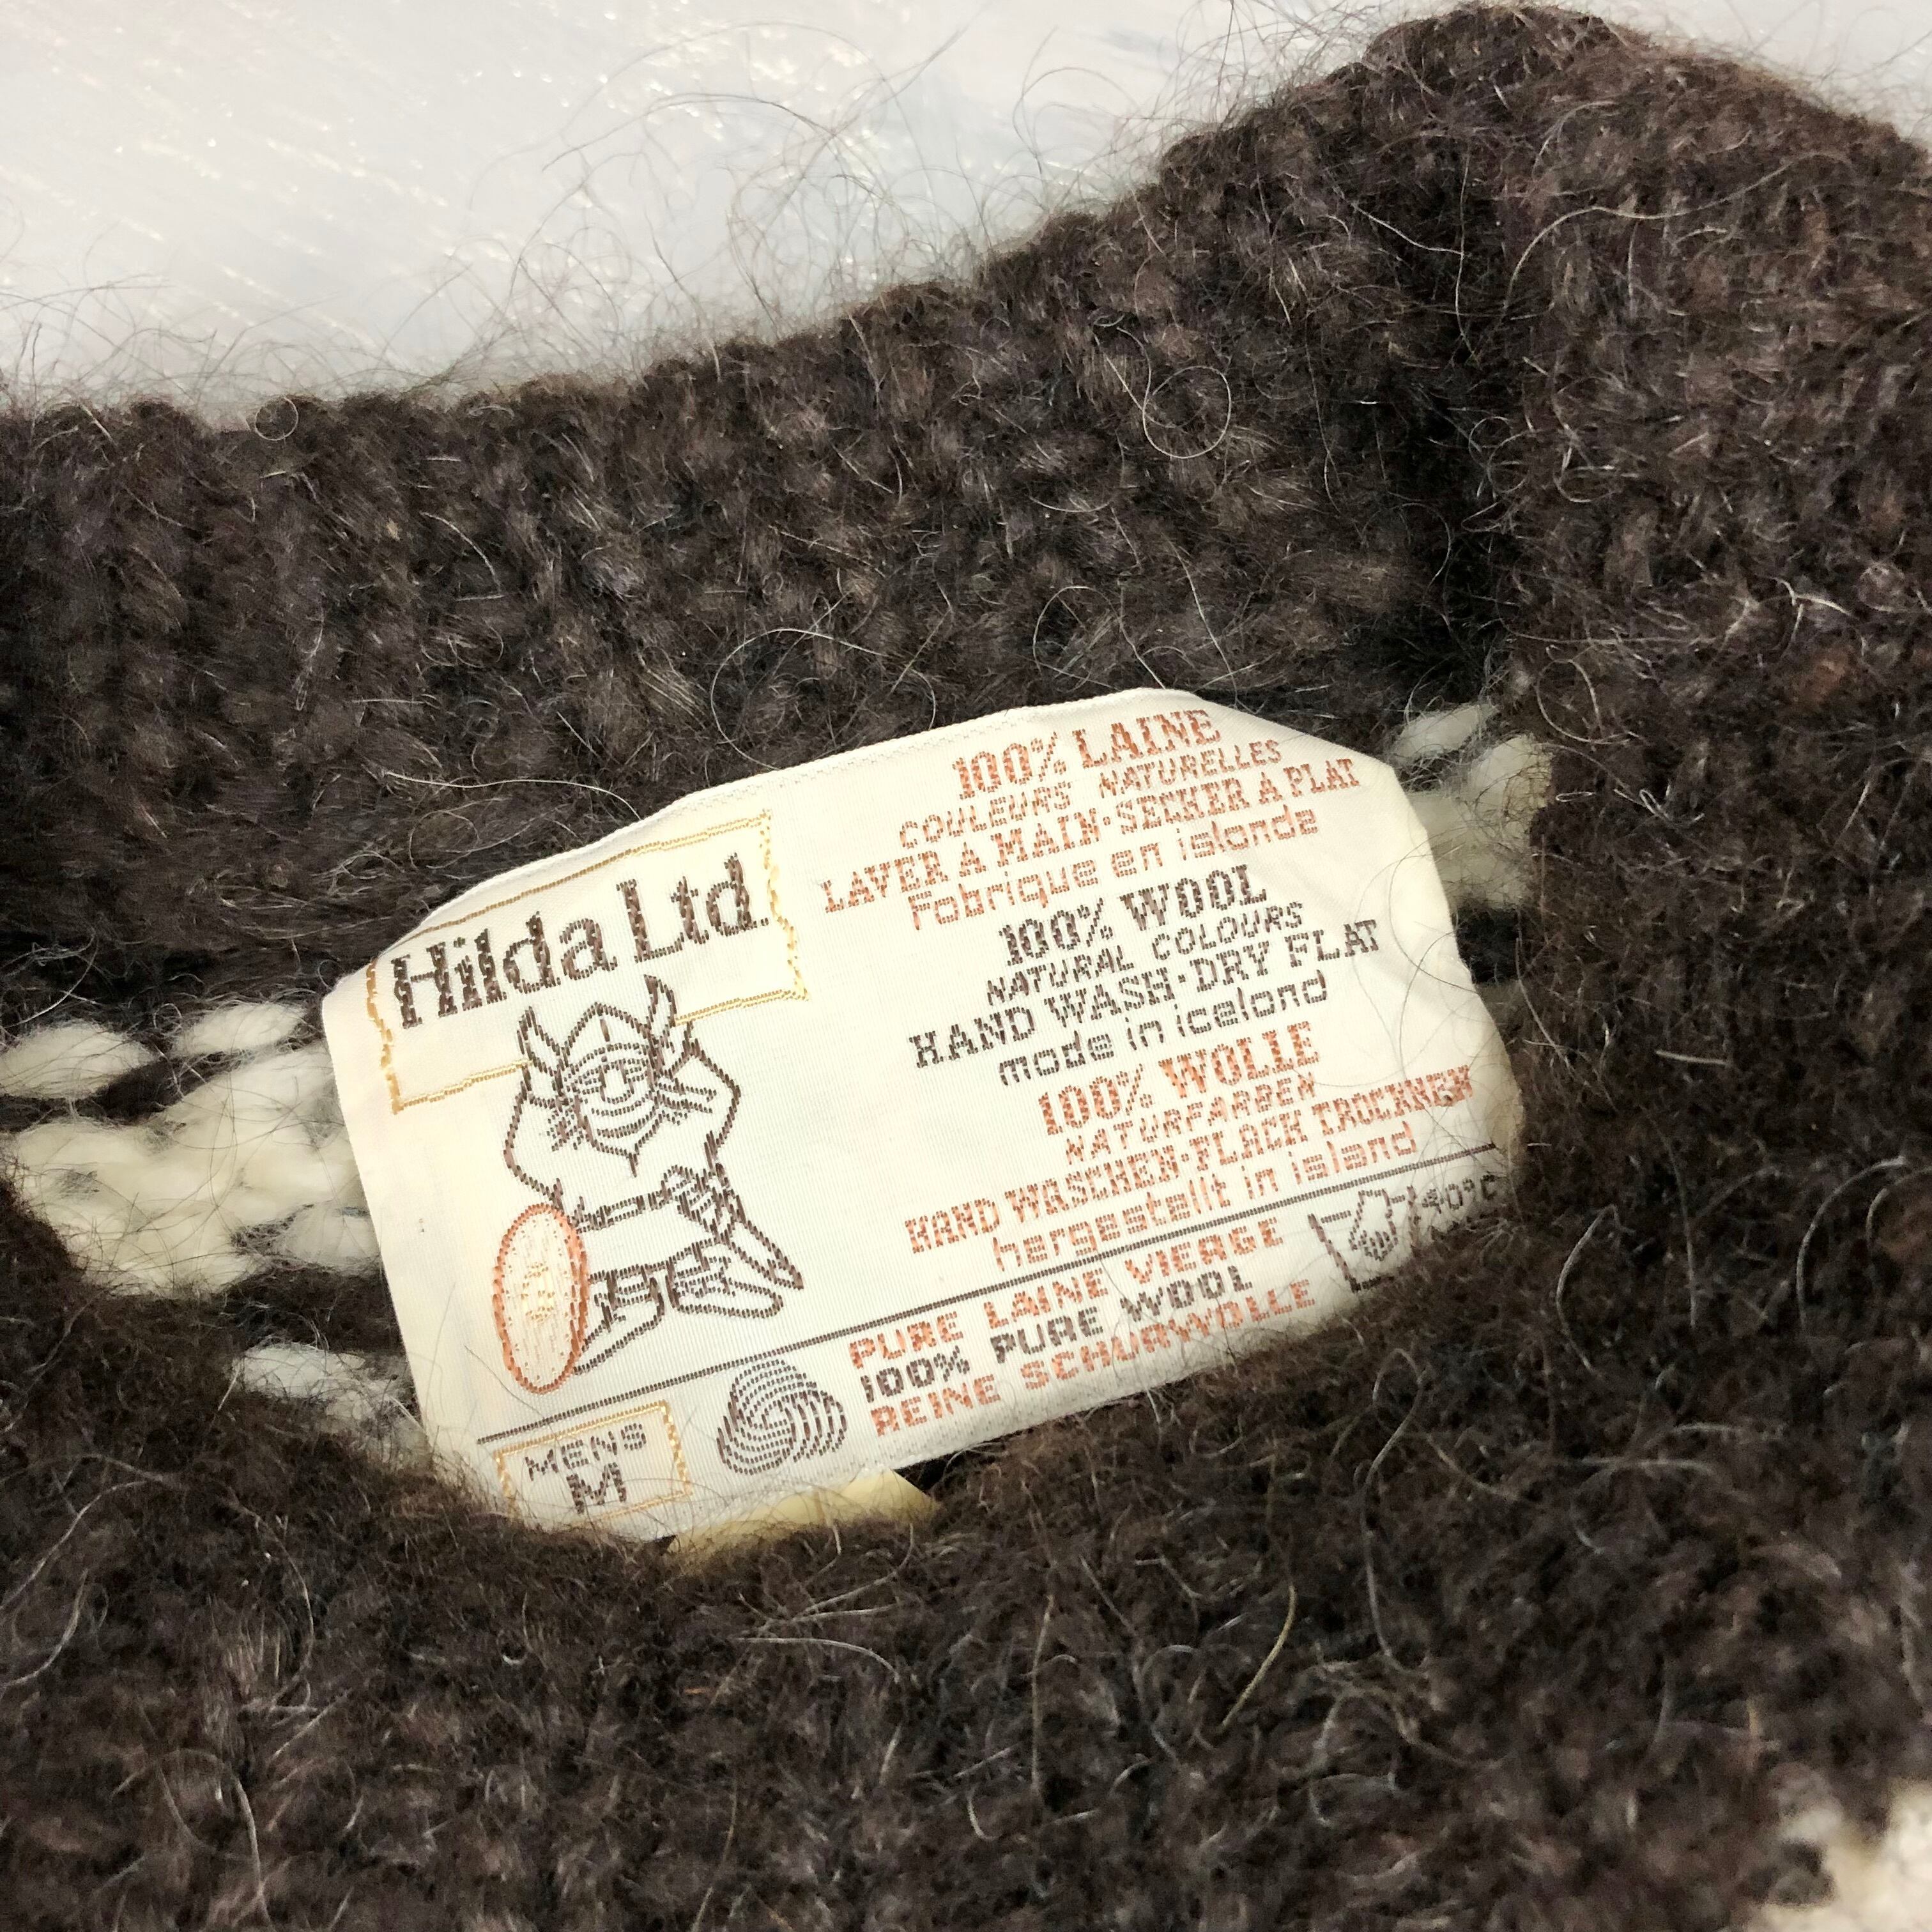 Hilda Ltd.
100% LAINE
COULEURS NATURELLES
LAVER A MAIN·SECHER A PLAT
Fabrique en islande
100% WOOL
NATURAL COLOURS
HAND WASH·DRY FLAT
made in iceland
100% WOLLE
NATURFARBEN
HAND WASCHEN·FLACH TROCKNEN
hergestellt in island
40°C
PURE LAINE VIERGE
100% PURE WOOL
REINE SCHURWOLLE
MENS
M